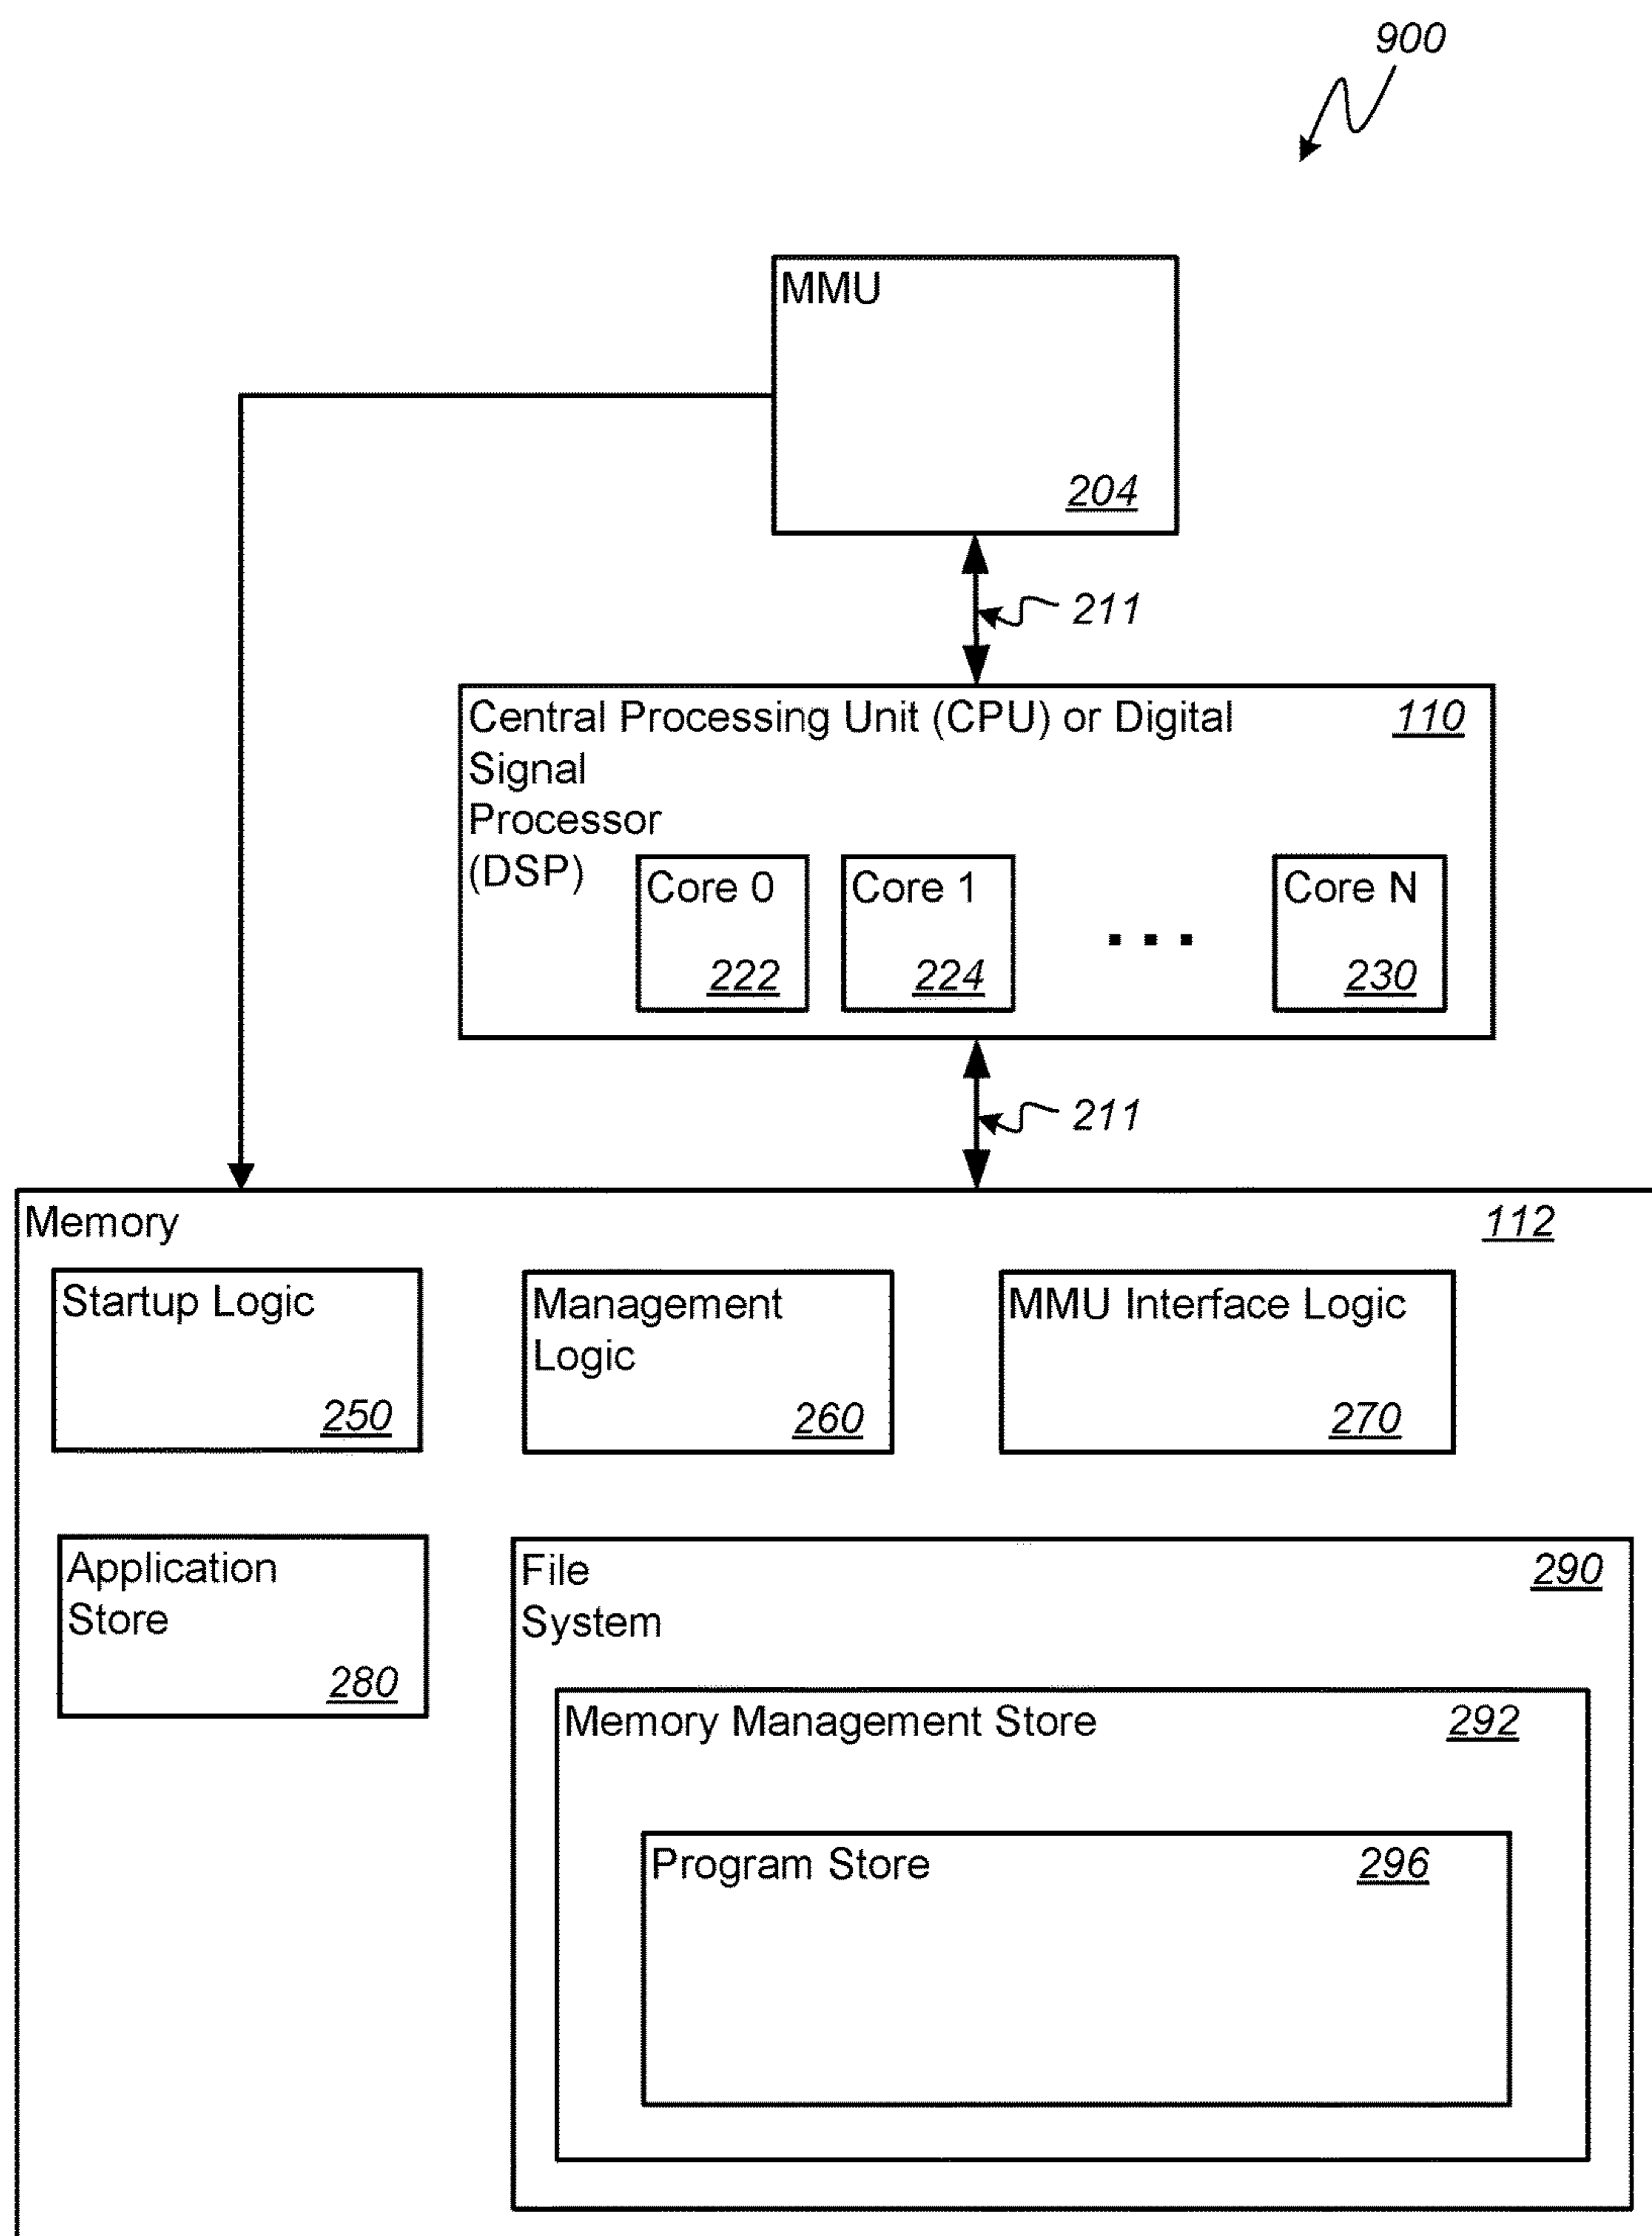 900
MMU
204
211
Central Processing Unit (CPU) or Digital
110
Signal
Processor
(DSP)
Core 0
Core 1
Core N
...
222
224
230
211
Memory
112
Startup Logic
250
Management
Logic
260
MMU Interface Logic
270
Application
Store
280
File
System
290
Memory Management Store
292
Program Store
296